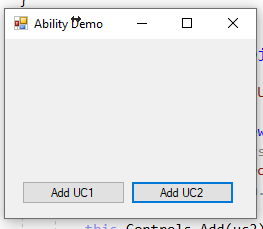 }
Ability Demo
Add UC1
Add UC2
this.Controls.Add(uc2)